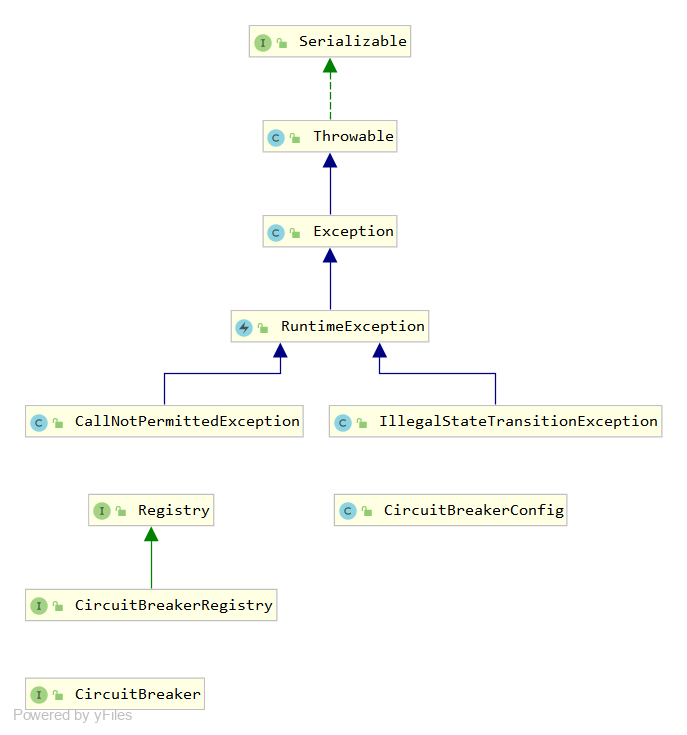 I Serializable
C Throwable
C Exception
RuntimeException
C CallNotPermittedException
C IllegalStateTransitionException
I Registry
C CircuitBreakerConfig
I CircuitBreakerRegistry
I CircuitBreaker
Powered by yFiles